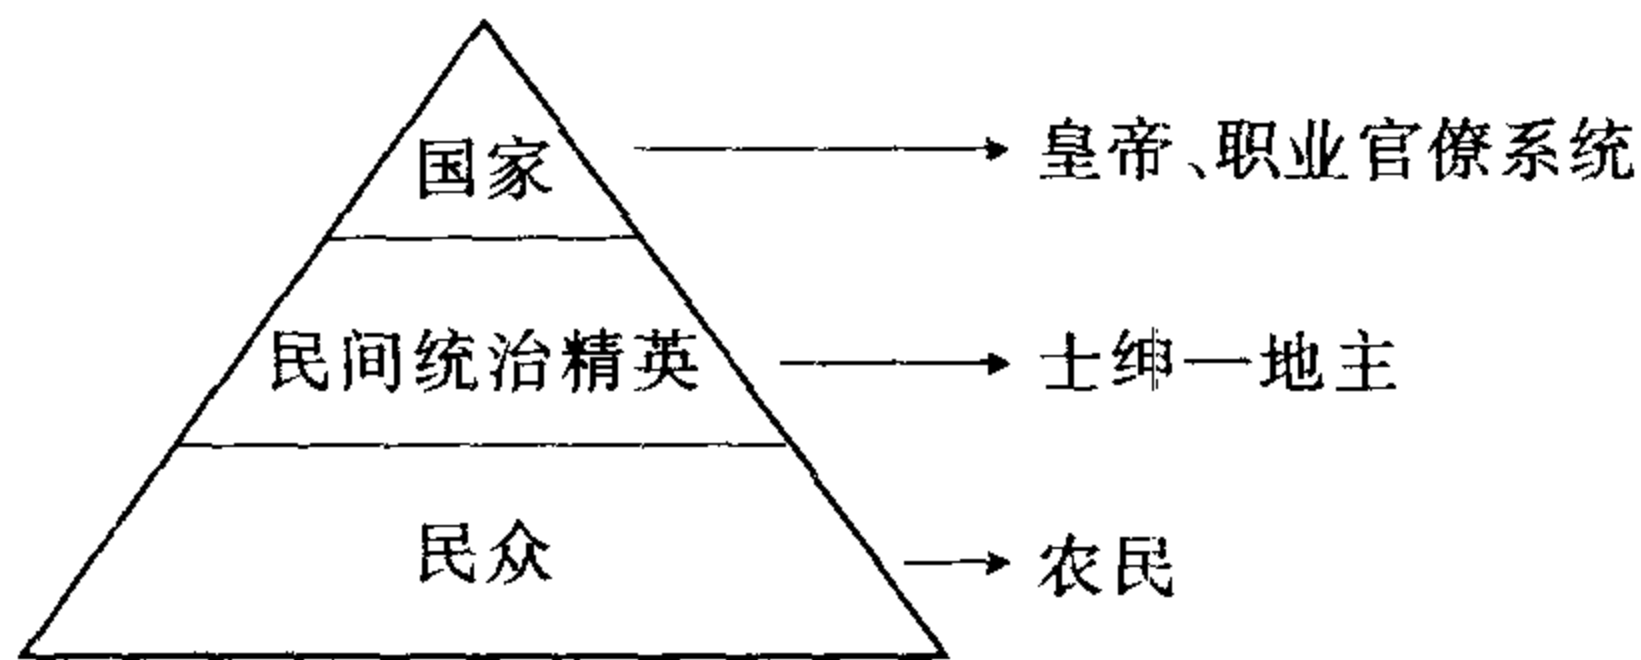 国家 皇帝、职业官僚系统
民间统治精英 士绅一地主
民众 农民